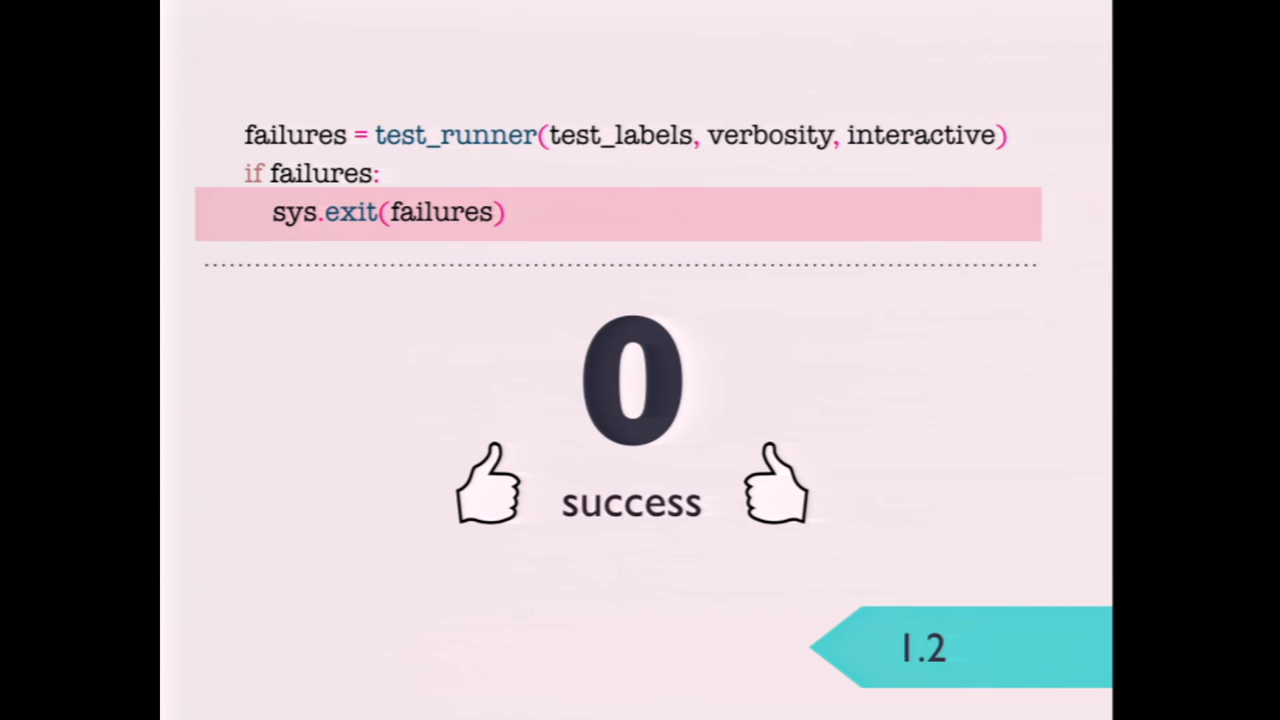 failures = test_runner(test_labels, verbosity, interactive)
if failures:
    sys.exit(failures)
0
success
1.2